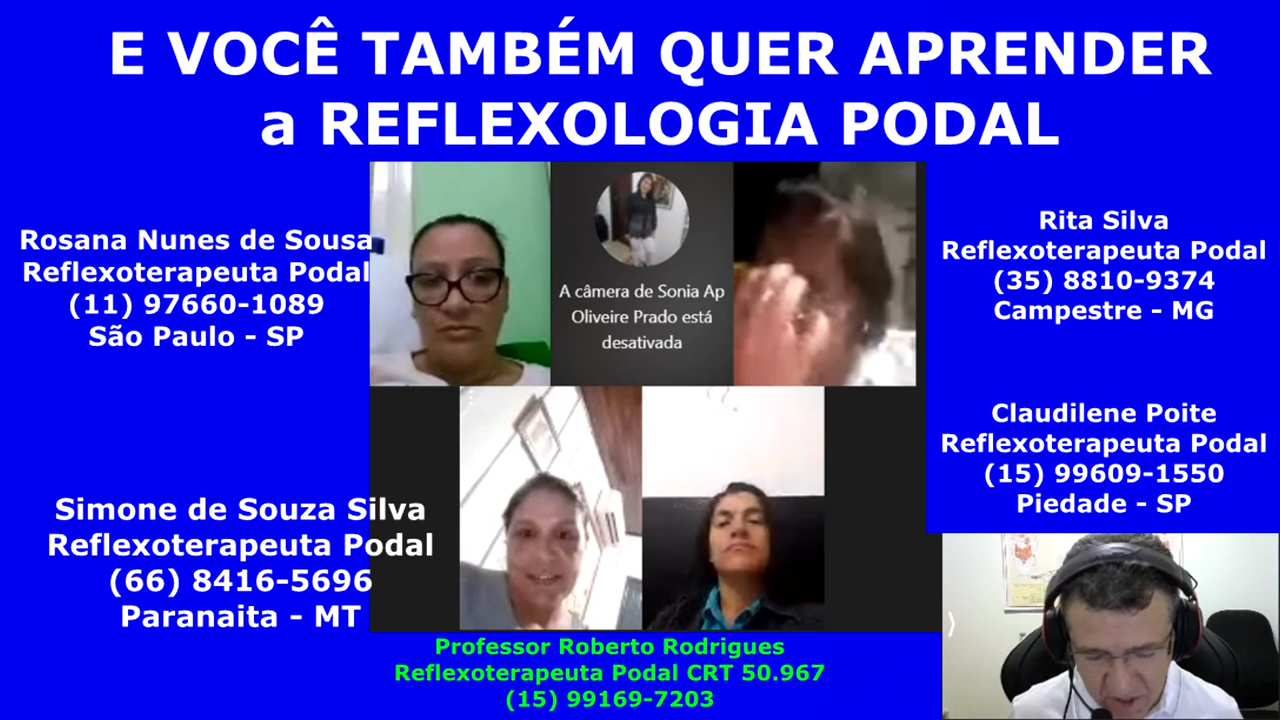 E VOCÊ TAMBÉM QUER APRENDER
a REFLEXOLOGIA PODAL
Rosana Nunes de Sousa
Reflexoterapeuta Podal
(11) 97660-1089
São Paulo - SP
A câmera de Sonia Ap
Oliveire Prado está
desativada
Rita Silva
Reflexoterapeuta Podal
(35) 8810-9374
Campestre - MG
Claudilene Poite
Reflexoterapeuta Podal
(15) 99609-1550
Piedade - SP
Simone de Souza Silva
Reflexoterapeuta Podal
(66) 8416-5696
Paranaita - MT
Professor Roberto Rodrigues
Reflexoterapeuta Podal CRT 50.967
(15) 99169-7203